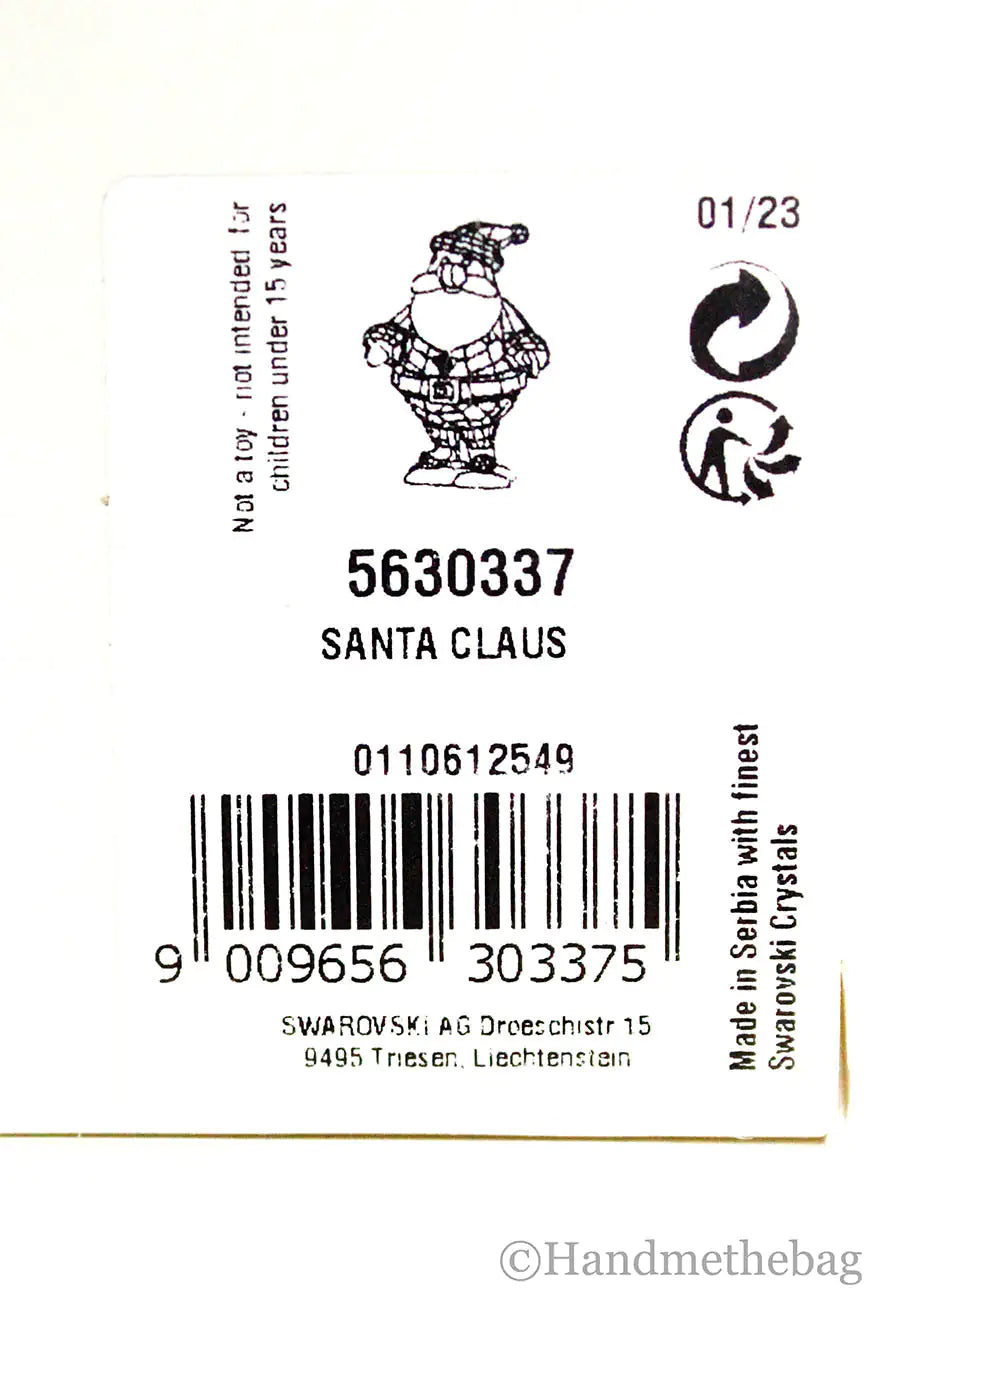 Not a toy - not intended for
children under 15 years
01/23
5630337
SANTA CLAUS
0110612549
9 009656 303375
SWAROVSKI AG Droeschistr 15
9495 Triesen, Liechtenstein
Made in Serbia with finest
Swarovski Crystals
©Handmethebag